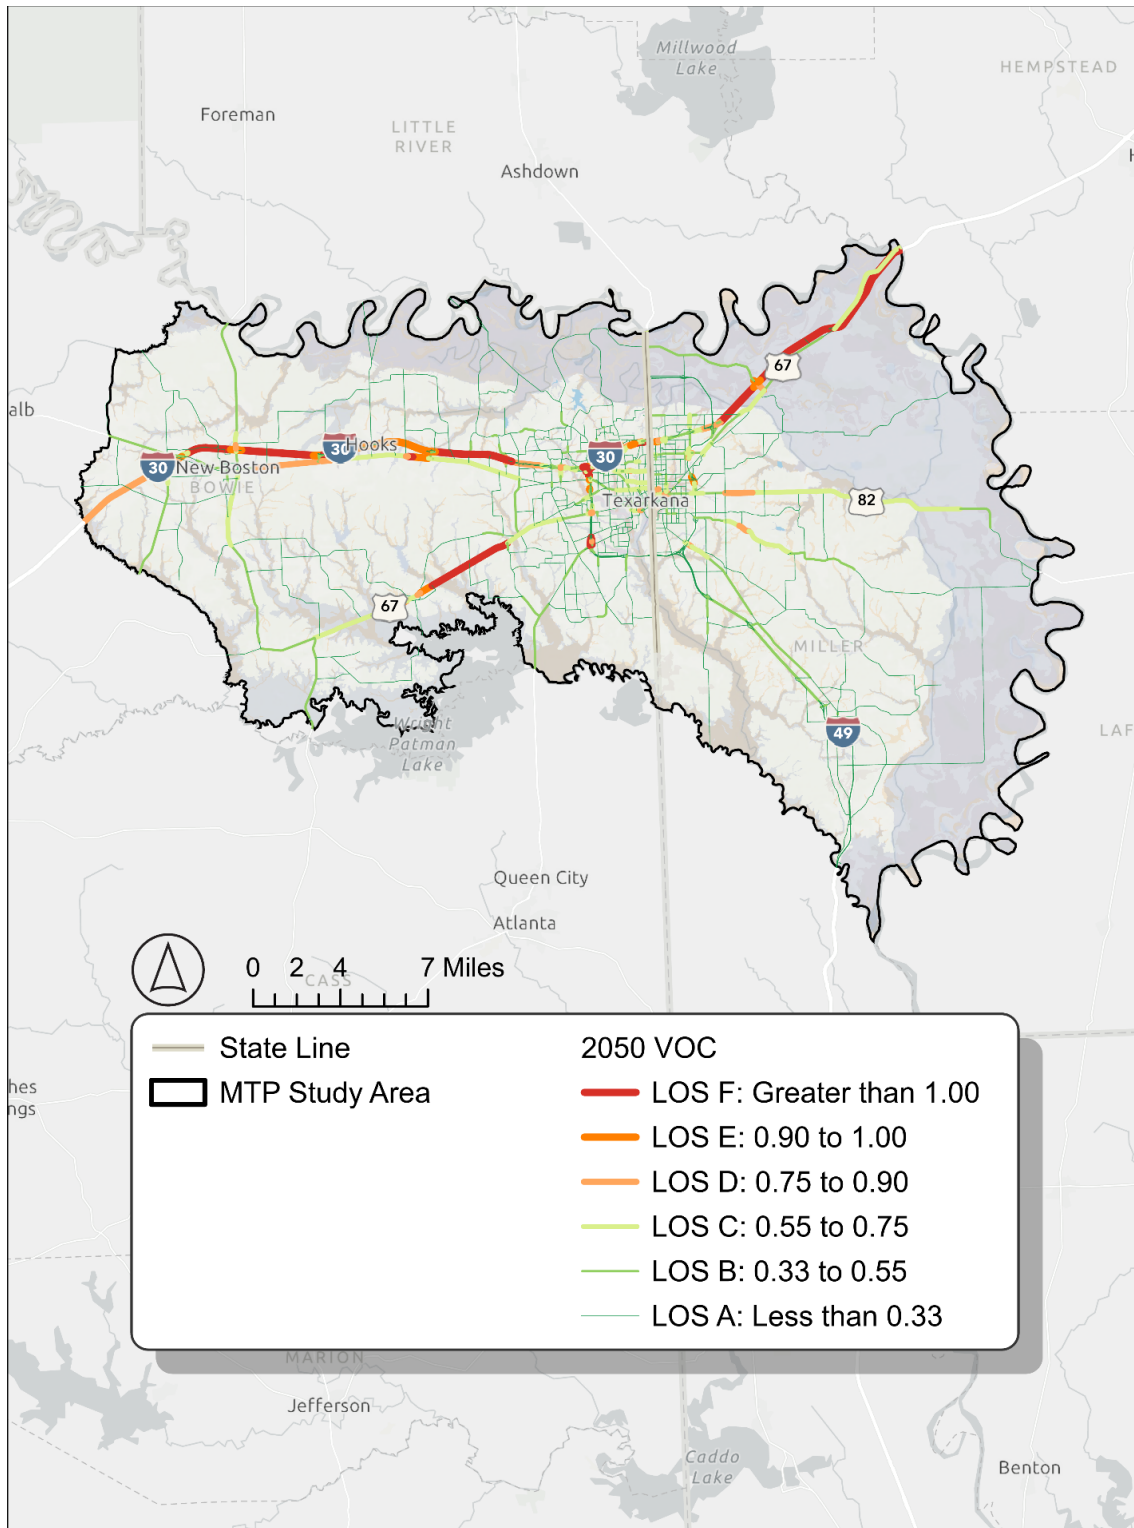 Millwood
Lake
HEMPSTEAD
Foreman
LITTLE
RIVER
Ashdown
H
67
alb
30
Hooks
30
30
New Boston
BOWIE
Texarkana
82
67
MILLER
Wright
Patman
Lake
49
LAF
Queen City
Atlanta
0 2 4 7 Miles
CASS
State Line
MTP Study Area
2050 VOC
LOS F: Greater than 1.00
LOS E: 0.90 to 1.00
LOS D: 0.75 to 0.90
LOS C: 0.55 to 0.75
LOS B: 0.33 to 0.55
LOS A: Less than 0.33
hes
ngs
MARION
Jefferson
Caddo
Lake
Benton